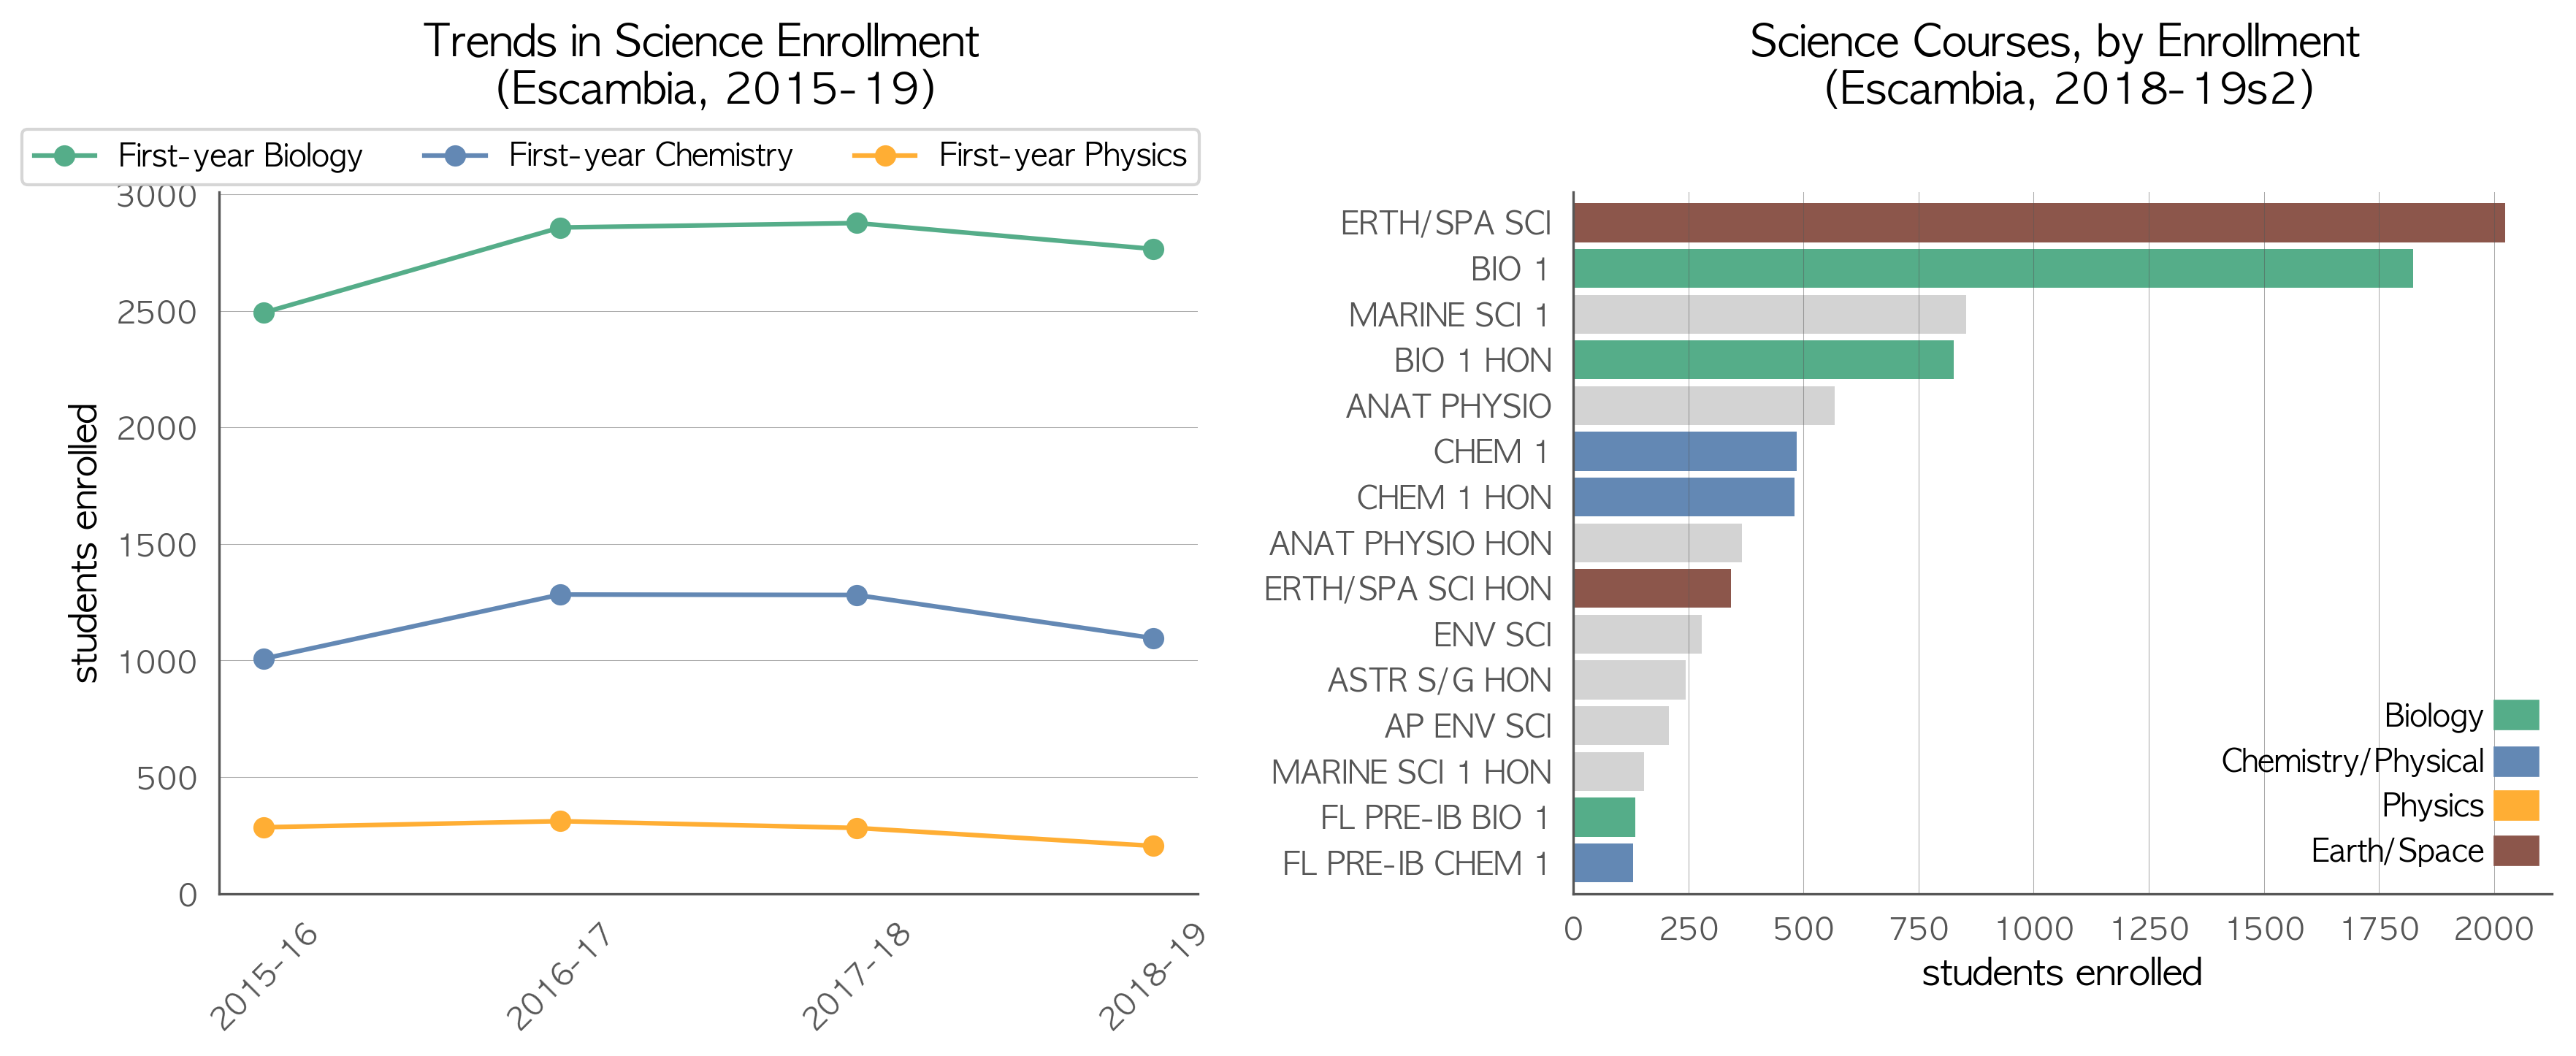 Trends in Science Enrollment
(Escambia, 2015-19)
First-year Biology First-year Chemistry First-year Physics
3000
2500
2000
1500
1000
500
0
students enrolled
2015-16 2016-17 2017-18 2018-19
Science Courses, by Enrollment
(Escambia, 2018-19s2)
ERTH/SPA SCI
BIO 1
MARINE SCI 1
BIO 1 HON
ANAT PHYSIO
CHEM 1
CHEM 1 HON
ANAT PHYSIO HON
ERTH/SPA SCI HON
ENV SCI
ASTR S/G HON
AP ENV SCI
MARINE SCI 1 HON
FL PRE-IB BIO 1
FL PRE-IB CHEM 1
Biology
Chemistry/Physical
Physics
Earth/Space
0 250 500 750 1000 1250 1500 1750 2000
students enrolled